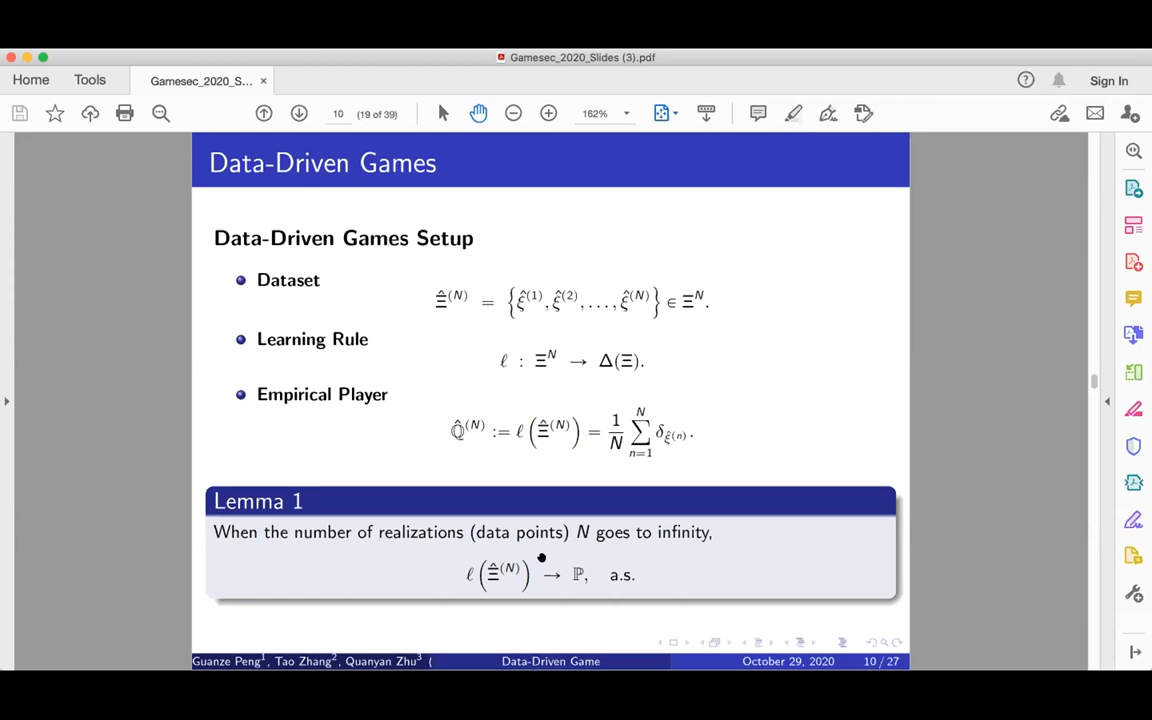 Gamesec_2020_Slides (3).pdf
Home Tools Gamesec_2020_S... × Sign In
10 (19 of 39) 162%
Data-Driven Games
Data-Driven Games Setup
Dataset
Ξ̂^(N) = {ξ̂^(1), ξ̂^(2), . . . , ξ̂^(N)} ∈ Ξ^N.
Learning Rule
ℓ : Ξ^N → Δ(Ξ).
Empirical Player
ℚ̂^(N) := ℓ(Ξ̂^(N)) = 1/N ∑_{n=1}^{N} δ_{ξ̂^(n)}.
Lemma 1
When the number of realizations (data points) N goes to infinity,
ℓ(Ξ̂^(N)) → ℙ, a.s.
Guanze Peng¹, Tao Zhang², Quanyan Zhu³ ( Data-Driven Game October 29, 2020 10 / 27